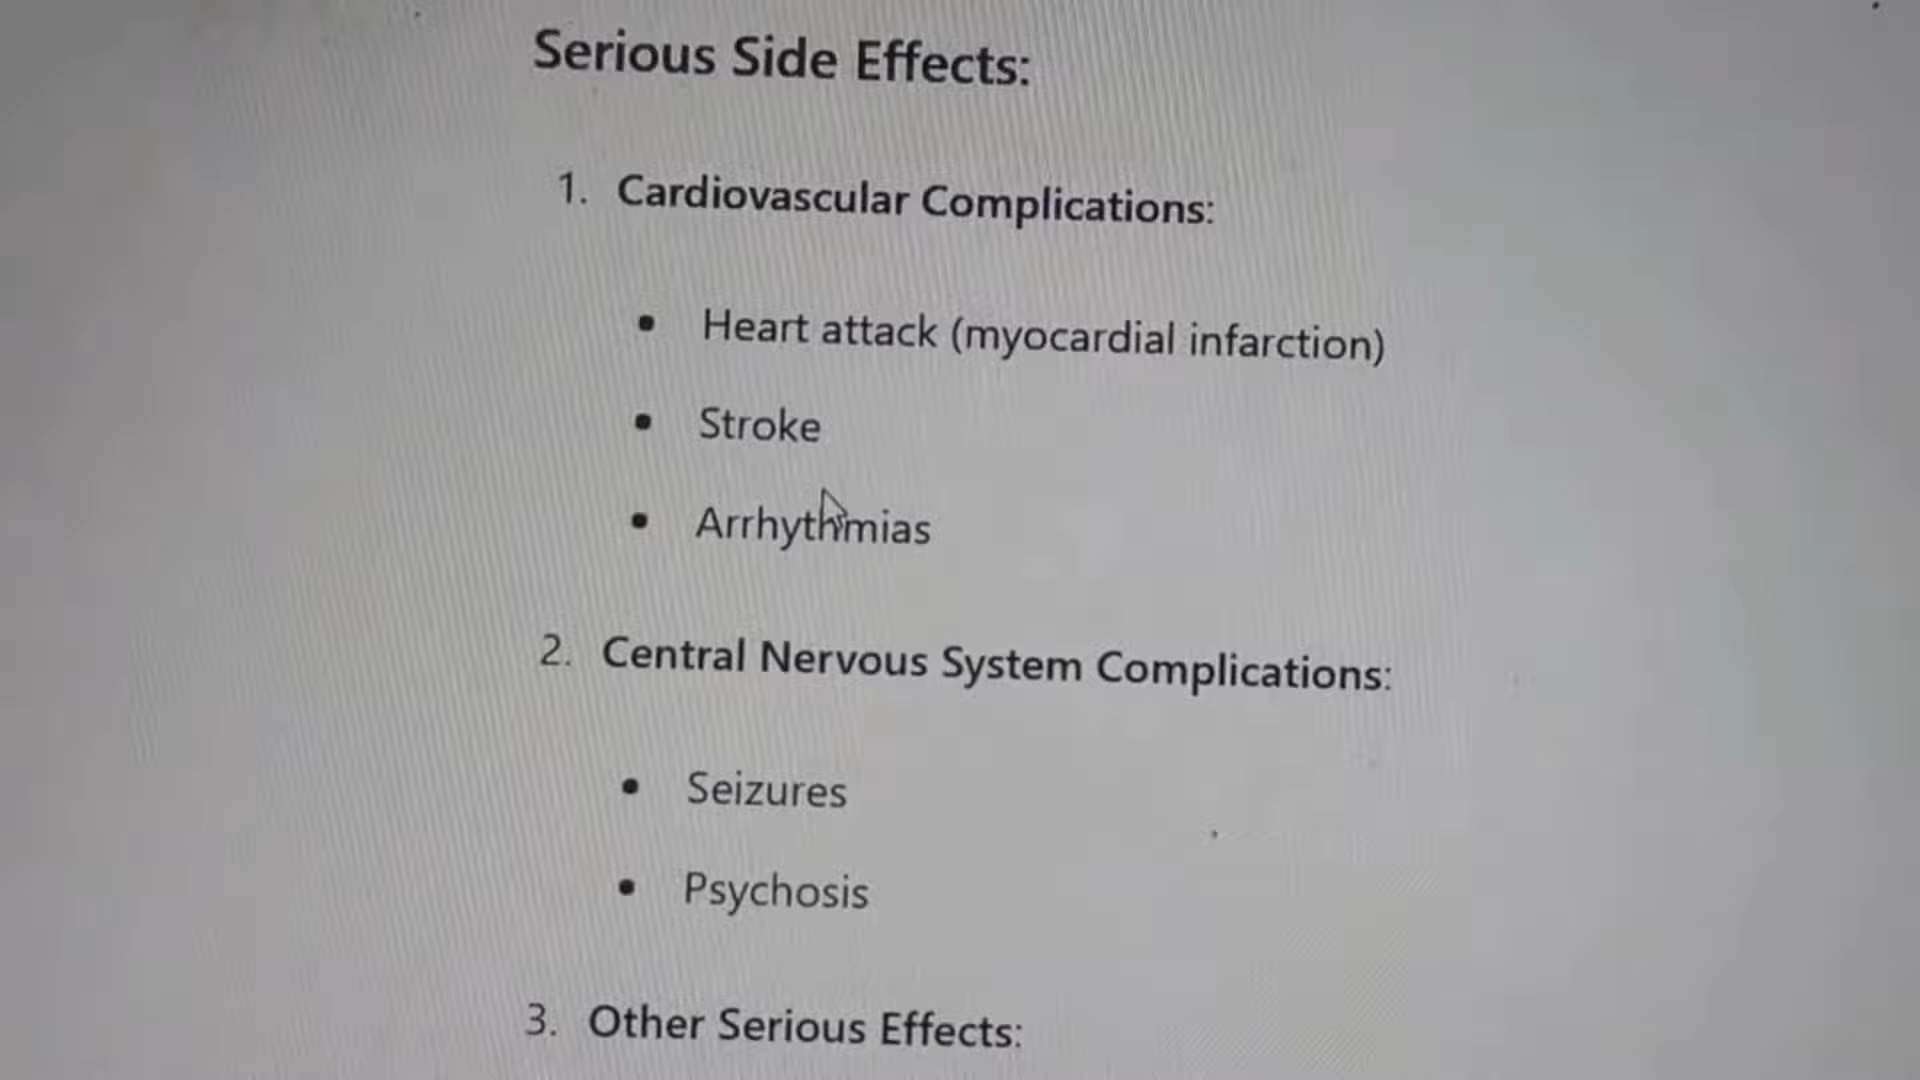 Serious Side Effects:
1. Cardiovascular Complications:
• Heart attack (myocardial infarction)
• Stroke
• Arrhythmias
2. Central Nervous System Complications:
• Seizures
• Psychosis
3. Other Serious Effects: